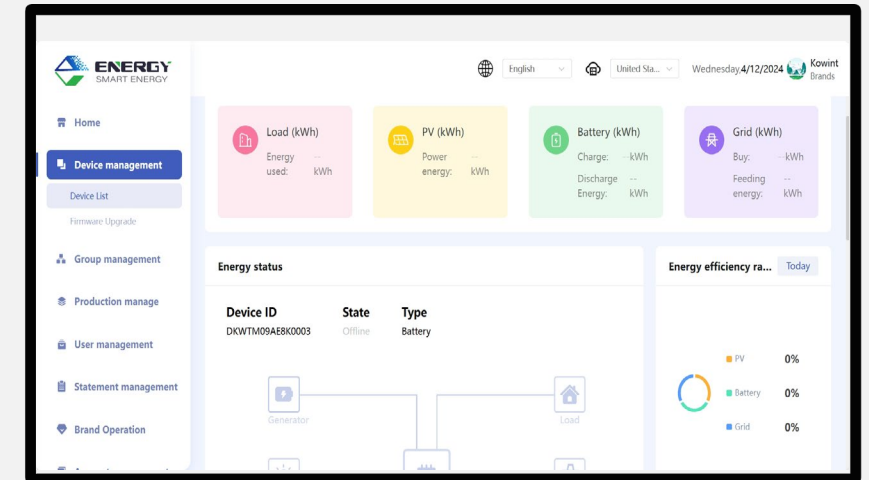 ENERGY
SMART ENERGY
English
United Sta...
Wednesday,4/12/2024
Kowint
Brands
Home
Device management
Device List
Firmware Upgrade
Group management
Production manage
User management
Statement management
Brand Operation
Load (kWh)
Energy --
used: kWh
PV (kWh)
Power --
energy: kWh
Battery (kWh)
Charge: --kWh
Discharge --
Energy: kWh
Grid (kWh)
Buy: --kWh
Feeding --
energy: kWh
Energy status
Device ID State Type
DKWTM09AE8K0003 Offline Battery
Generator
Load
Energy efficiency ra... Today
PV 0%
Battery 0%
Grid 0%